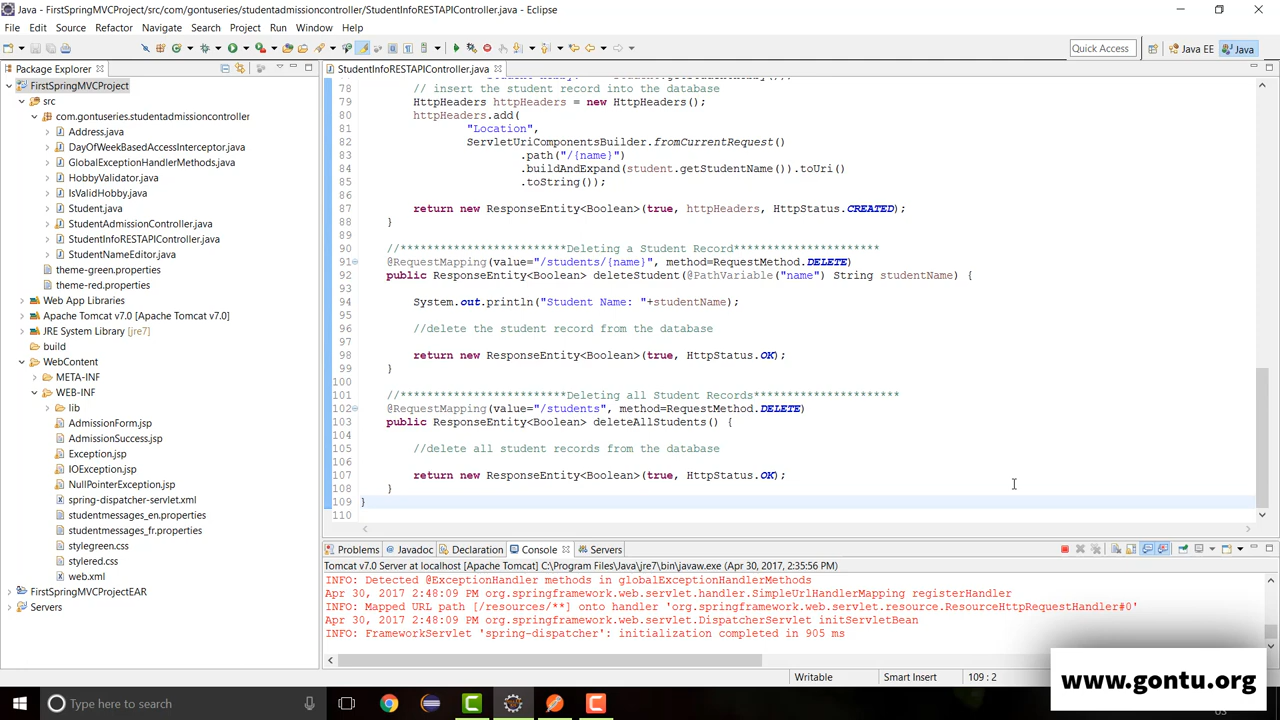 Java - FirstSpringMVCProject/src/com/gontuseries/studentadmissioncontroller/StudentInfoRESTAPIController.java - Eclipse
File Edit Source Refactor Navigate Search Project Run Window Help
Quick Access
Java EE
Java
Package Explorer
StudentInfoRESTAPIController.java
FirstSpringMVCProject
src
com.gontuseries.studentadmissioncontroller
Address.java
DayOfWeekBasedAccessInterceptor.java
GlobalExceptionHandlerMethods.java
HobbyValidator.java
IsValidHobby.java
Student.java
StudentAdmissionController.java
StudentInfoRESTAPIController.java
StudentNameEditor.java
theme-green.properties
theme-red.properties
Web App Libraries
Apache Tomcat v7.0 [Apache Tomcat v7.0]
JRE System Library [jre7]
build
WebContent
META-INF
WEB-INF
lib
AdmissionForm.jsp
AdmissionSuccess.jsp
Exception.jsp
IOException.jsp
NullPointerException.jsp
spring-dispatcher-servlet.xml
studentmessages_en.properties
studentmessages_fr.properties
stylegreen.css
stylered.css
web.xml
FirstSpringMVCProjectEAR
Servers
78 // insert the student record into the database
79 HttpHeaders httpHeaders = new HttpHeaders();
80 httpHeaders.add(
81 "Location",
82 ServletUriComponentsBuilder.fromCurrentRequest()
83 .path("/{name}")
84 .buildAndExpand(student.getStudentName()).toUri()
85 .toString());
86
87 return new ResponseEntity<Boolean>(true, httpHeaders, HttpStatus.CREATED);
88 }
89
90 //*************************Deleting a Student Record**********************
91 @RequestMapping(value="/students/{name}", method=RequestMethod.DELETE)
92 public ResponseEntity<Boolean> deleteStudent(@PathVariable("name") String studentName) {
93
94 System.out.println("Student Name: "+studentName);
95
96 //delete the student record from the database
97
98 return new ResponseEntity<Boolean>(true, HttpStatus.OK);
99 }
100
101 //*************************Deleting all Student Records**********************
102 @RequestMapping(value="/students", method=RequestMethod.DELETE)
103 public ResponseEntity<Boolean> deleteAllStudents() {
104
105 //delete all student records from the database
106
107 return new ResponseEntity<Boolean>(true, HttpStatus.OK);
108 }
109 }
110
Problems Javadoc Declaration Console Servers
Tomcat v7.0 Server at localhost [Apache Tomcat] C:\Program Files\Java\jre7\bin\javaw.exe (Apr 30, 2017, 2:35:56 PM)
INFO: Detected @ExceptionHandler methods in globalExceptionHandlerMethods
Apr 30, 2017 2:48:09 PM org.springframework.web.servlet.handler.SimpleUrlHandlerMapping registerHandler
INFO: Mapped URL path [/resources/**] onto handler 'org.springframework.web.servlet.resource.ResourceHttpRequestHandler#0'
Apr 30, 2017 2:48:09 PM org.springframework.web.servlet.DispatcherServlet initServletBean
INFO: FrameworkServlet 'spring-dispatcher': initialization completed in 905 ms
Writable Smart Insert 109 : 2
www.gontu.org
Type here to search